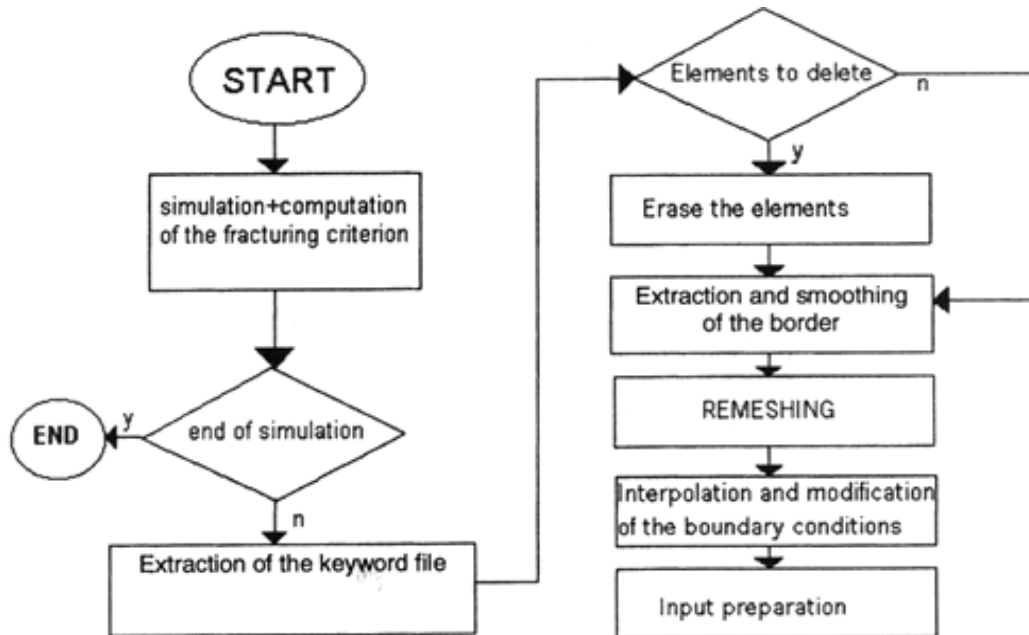 START
simulation+computation
of the fracturing criterion
end of simulation
y
END
n
Extraction of the keyword file
Elements to delete
n
y
Erase the elements
Extraction and smoothing
of the border
REMESHING
Interpolation and modification
of the boundary conditions
Input preparation